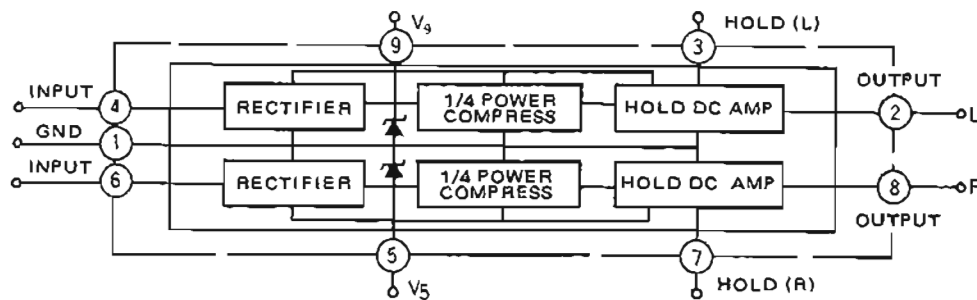 V9
HOLD (L)
9
3
INPUT
OUTPUT
4
RECTIFIER
1/4 POWER
COMPRESS
HOLD DC AMP
2
L
GND
1
INPUT
6
RECTIFIER
1/4 POWER
COMPRESS
HOLD DC AMP
8
R
OUTPUT
5
7
V5
HOLD (R)